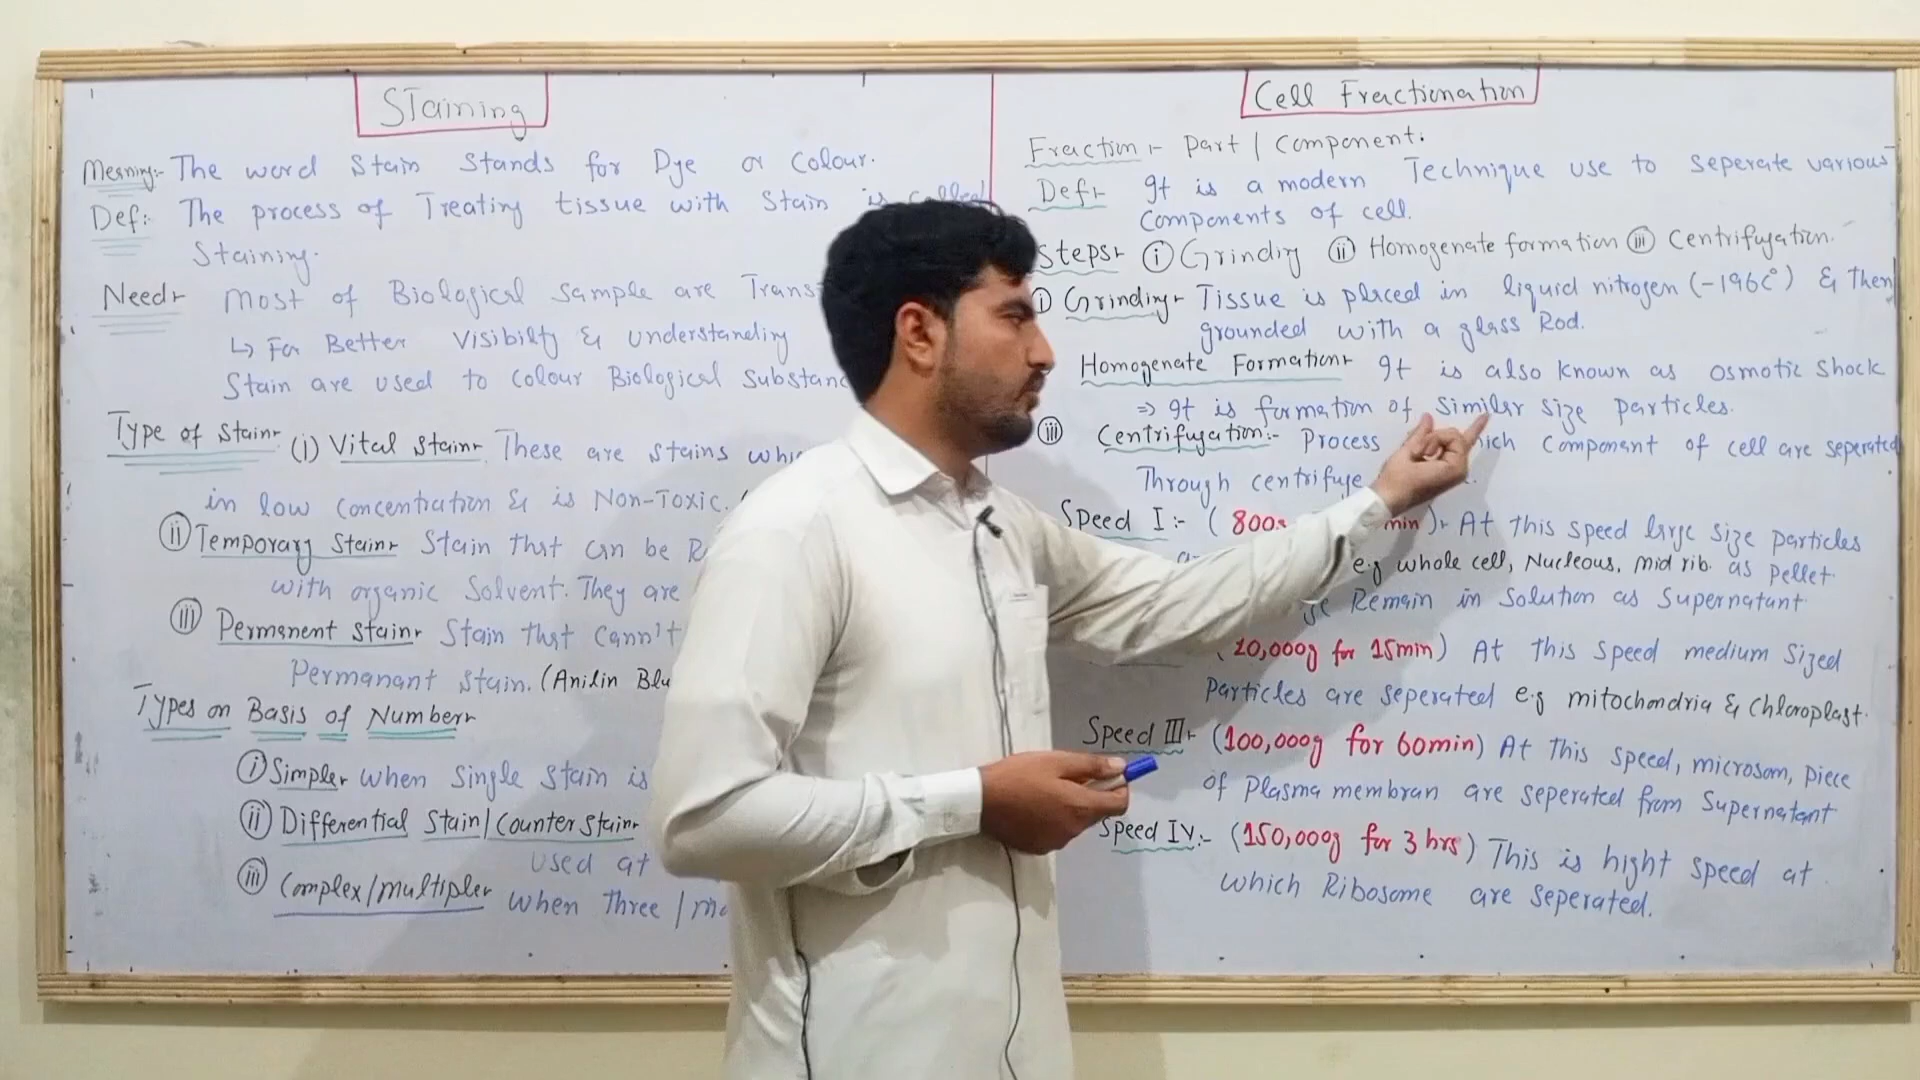 Staining
Meaning:- The word Stain Stands for Dye or Colour.
Def:- The process of Treating tissue with Stain is called
Staining.
Need:- Most of Biological Sample are
↳ For Better Visibilty & understanding
Stain are used to Colour Biological
Type of Stain:- (i) Vital Stain:- These are Stains
in low Concentration & is Non-Toxic.
(ii) Temporary Stain:- Stain that can be
with organic Solvent. They are
(iii) Permanent Stain:- Stain that Cann't
Permanant Stain. (Anilin
Types on Basis of Number:-
(i) Simple:- When Single Stain is
(ii) Differential Stain/Counter Stain:-
used at
(iii) Complex/multiple:- When Three /
Cell Fractionation
Fraction:- Part / Component.
Def:- It is a modern Technique use to seperate various
Components of cell.
Steps:- (i) Grinding (ii) Homogenate formation (iii) Centrifugation.
(i) Grinding:- Tissue is placed in liquid nitrogen (-196C°) & Then
grounded with a glass Rod.
Homogenate Formation:- It is also known as osmotic Shock
⇒ It is formation of Similar Size particles.
(iii) Centrifugation:- Process Component of cell are seperated
Through centrifuge
Speed I:- ( min):- At this speed large size particles
e.g whole cell, Nucleous, mid rib. as pellet.
Remain in Solution as Supernatant
10,000g for 15min) At this Speed medium Sized
Particles are seperated e.g mitochondria & Chloroplast.
Speed III:- (100,000g for 60min) At This Speed, microsom, piece
of plasma membran are seperated from Supernatant
Speed IV:- (150,000g for 3 hrs) This is hight speed at
which Ribosome are seperated.